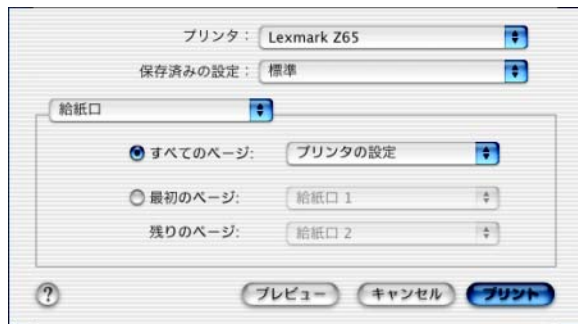 プリンタ： Lexmark Z65
保存済みの設定： 標準
給紙口
すべてのページ: プリンタの設定
最初のページ: 給紙口 1
残りのページ: 給紙口 2
? プレビュー キャンセル プリント